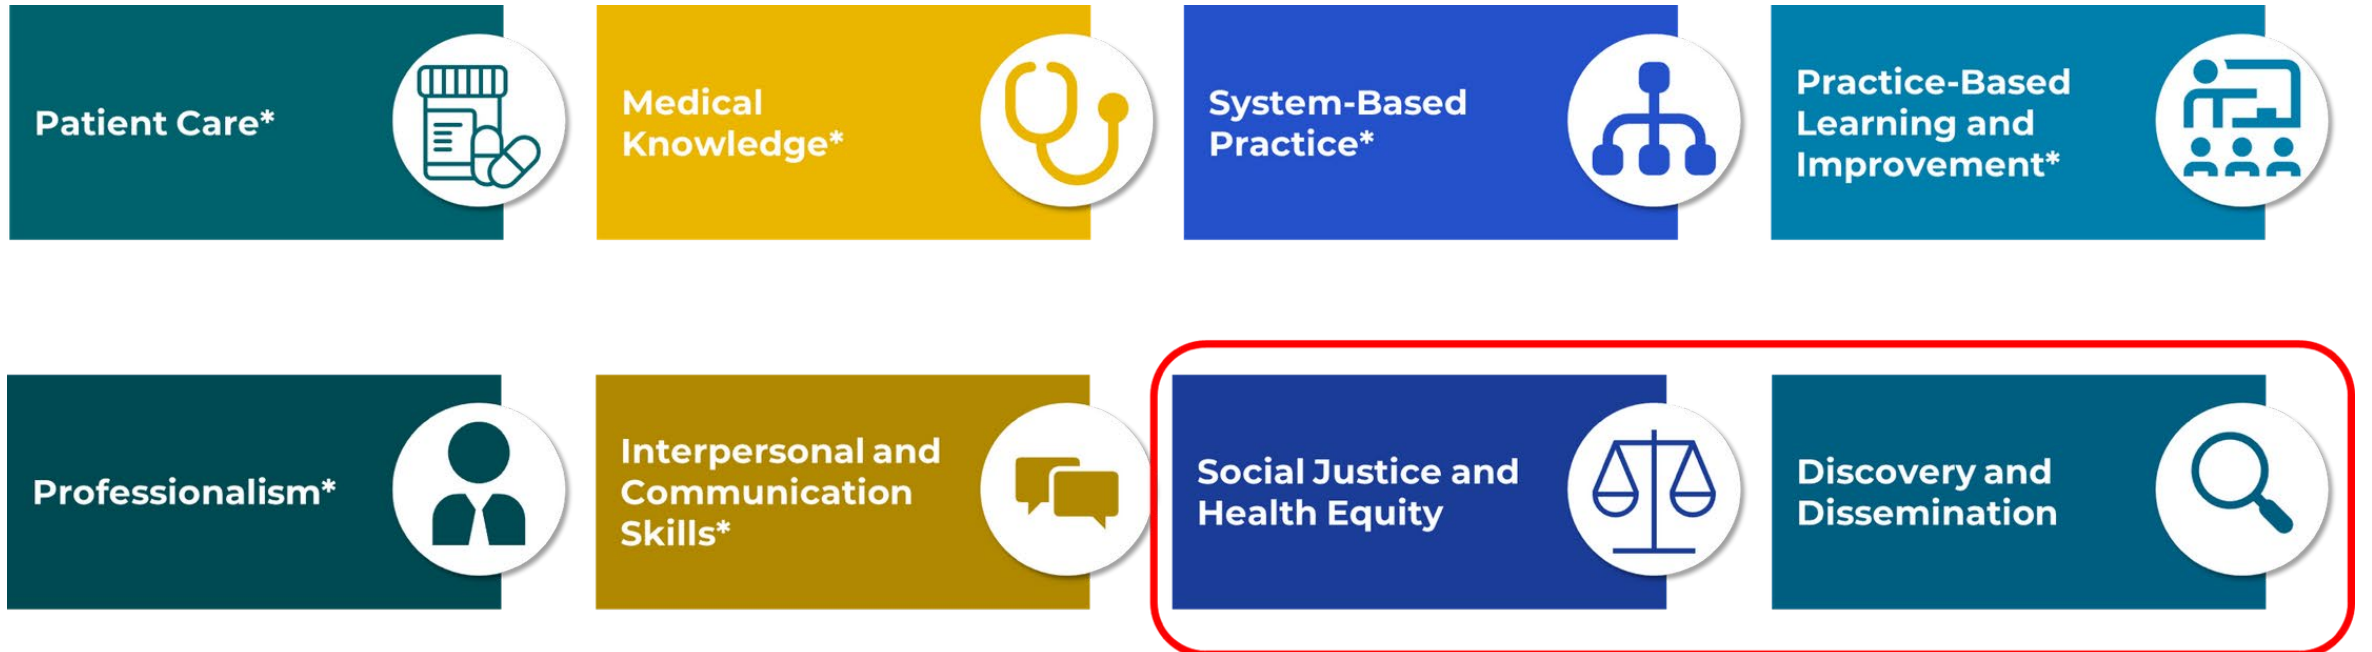 Patient Care*
Medical
Knowledge*
System-Based
Practice*
Practice-Based
Learning and
Improvement*
Professionalism*
Interpersonal and
Communication
Skills*
Social Justice and
Health Equity
Discovery and
Dissemination